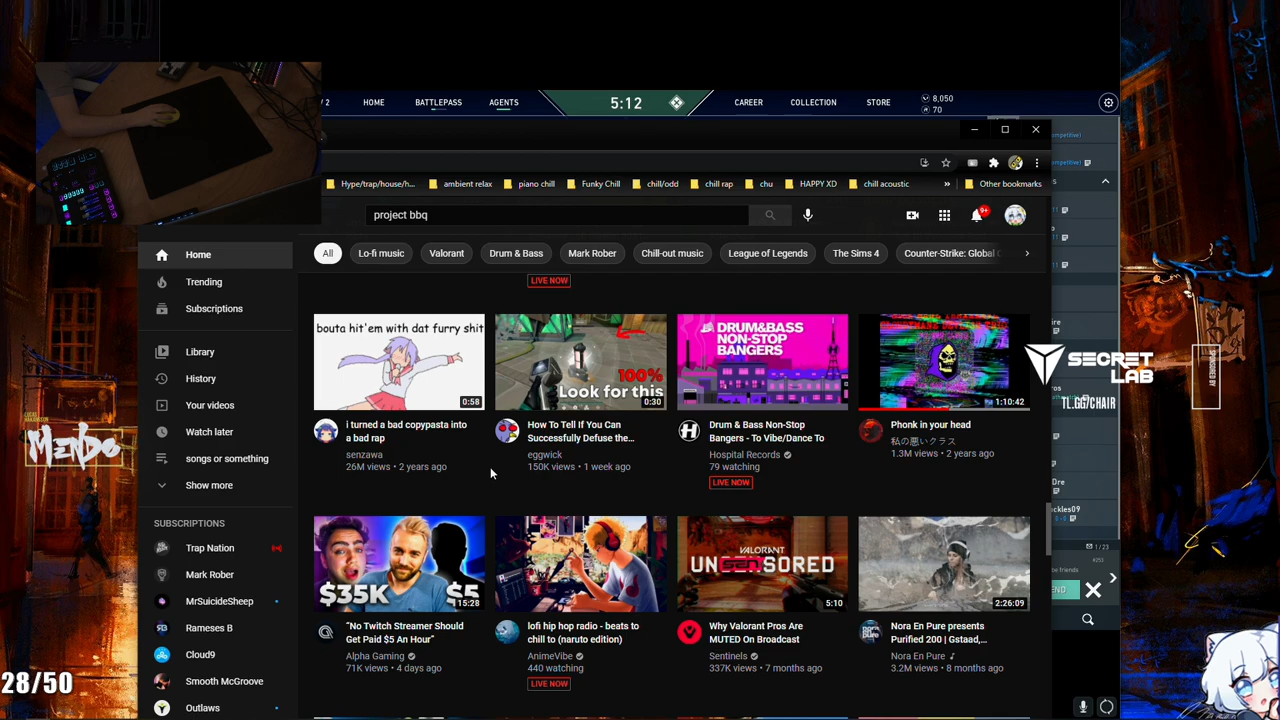 / 2
HOME
BATTLEPASS
AGENTS
5:12
CAREER
COLLECTION
STORE
8,050
70
Hype/trap/house/h...
ambient relax
piano chill
Funky Chill
chill/odd
chill rap
chu
HAPPY XD
chill acoustic
»
Other bookmarks
project bbq
9+
All
Lo-fi music
Valorant
Drum & Bass
Mark Rober
Chill-out music
League of Legends
The Sims 4
Counter-Strike: Global
Home
Trending
Subscriptions
Library
History
Your videos
Watch later
songs or something
Show more
SUBSCRIPTIONS
Trap Nation
Mark Rober
MrSuicideSheep
Rameses B
Cloud9
Smooth McGroove
Outlaws
LIVE NOW
bouta hit'em with dat furry shit
0:58
i turned a bad copypasta into
a bad rap
senzawa
26M views • 2 years ago
100%
Look for this
0:30
How To Tell If You Can
Successfully Defuse the...
eggwick
150K views • 1 week ago
DRUM&BASS
NON-STOP
BANGERS
Drum & Bass Non-Stop
Bangers - To Vibe/Dance To
Hospital Records
79 watching
LIVE NOW
1:10:42
Phonk in your head
私の悪いクラス
1.3M views • 2 years ago
$35K
$5
15:28
"No Twitch Streamer Should
Get Paid $5 An Hour"
Alpha Gaming
71K views • 4 days ago
lofi hip hop radio - beats to
chill to (naruto edition)
AnimeVibe
440 watching
LIVE NOW
VALORANT
UNSENSORED
5:10
Why Valorant Pros Are
MUTED On Broadcast
Sentinels
337K views • 7 months ago
2:26:09
Nora En Pure presents
Purified 200 | Gstaad,...
Nora En Pure
3.2M views • 8 months ago
SECRET
LAB
TL.GG/CHAIR
SPONSORED BY
MENDO
28/50
1 / 23